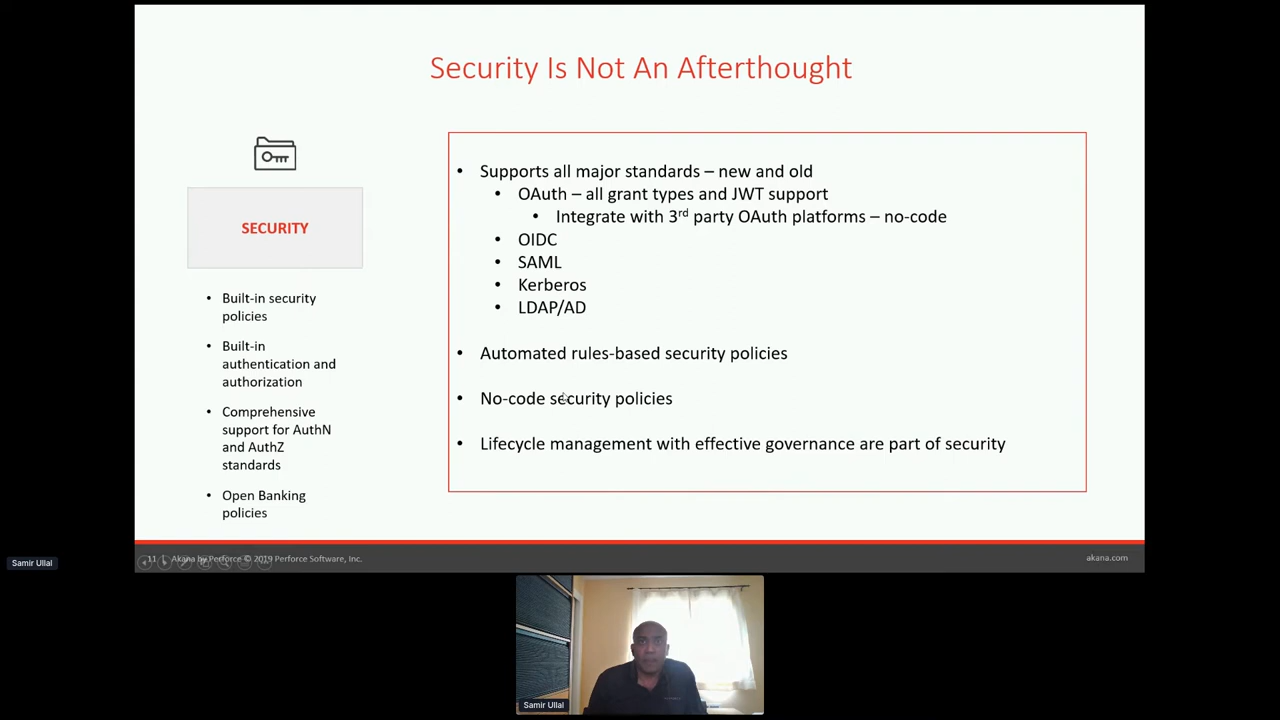 Security Is Not An Afterthought
SECURITY
• Built-in security
policies
• Built-in
authentication and
authorization
• Comprehensive
support for AuthN
and AuthZ
standards
• Open Banking
policies
• Supports all major standards – new and old
• OAuth – all grant types and JWT support
• Integrate with 3rd party OAuth platforms – no-code
• OIDC
• SAML
• Kerberos
• LDAP/AD
• Automated rules-based security policies
• No-code security policies
• Lifecycle management with effective governance are part of security
11 | Akana by Perforce © 2019 Perforce Software, Inc.
akana.com
Samir Ullal
Samir Ullal